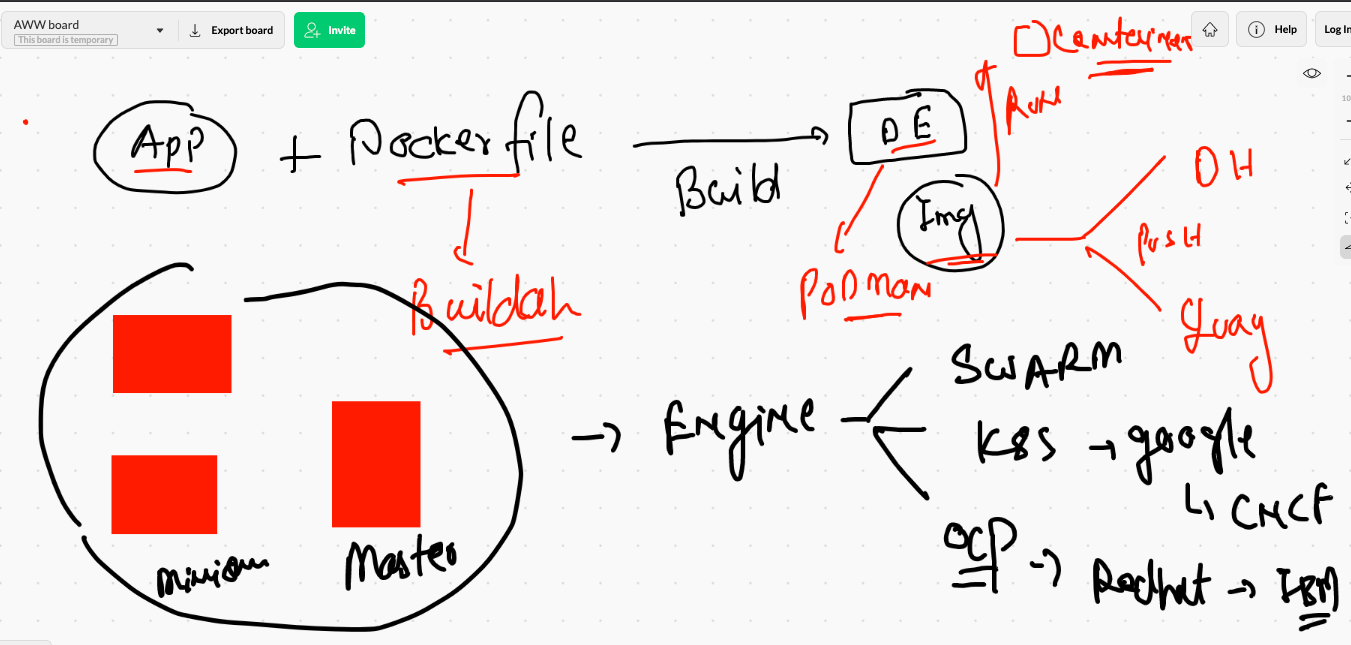 AWW board
This board is temporary
Export board
Invite
Help
Log In
Container
Run
App + Dockerfile
Build
DE
Img
DH
PUSH
Quay
Buildah
PODMan
Engine
SWARM
K8S → google
↳ CNCF
OCP → Redhat → IBM
minion
Master